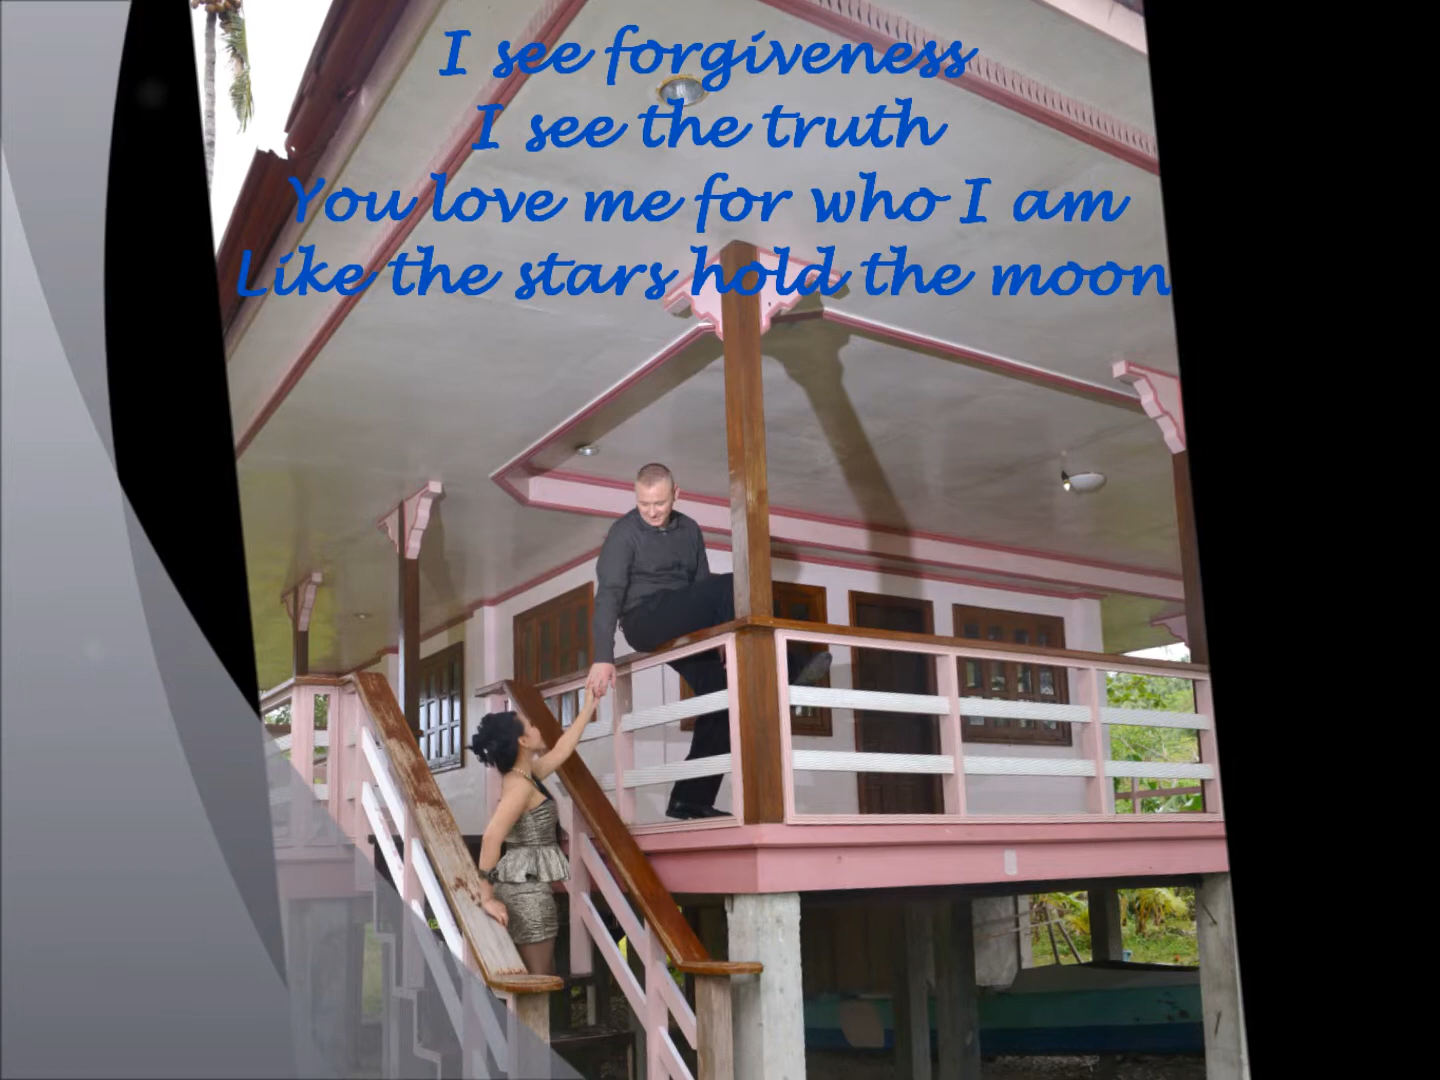 I see forgiveness
I see the truth
You love me for who I am
Like the stars hold the moon